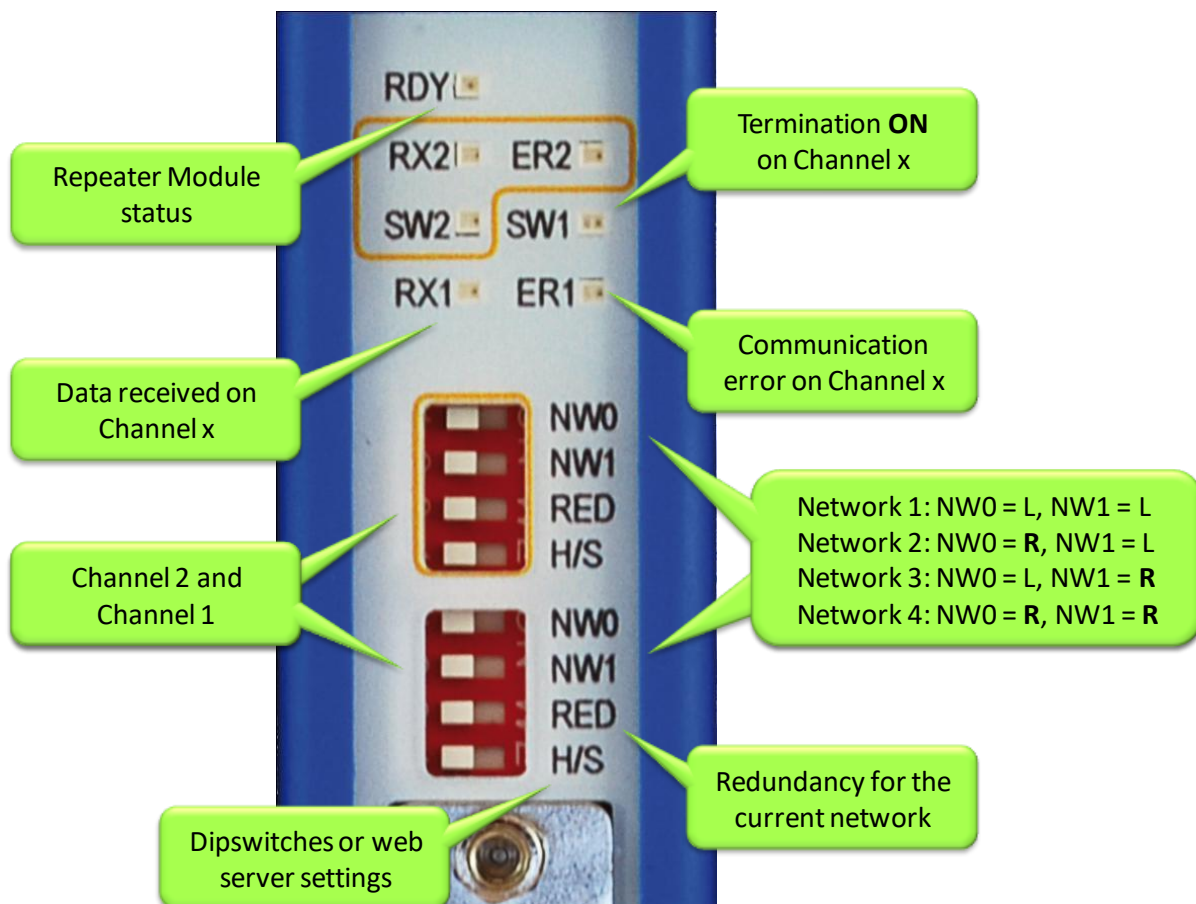 RDY
RX2 ER2
SW2 SW1
RX1 ER1
NW0
NW1
RED
H/S
NW0
NW1
RED
H/S
Repeater Module
status
Termination ON
on Channel x
Data received on
Channel x
Communication
error on Channel x
Channel 2 and
Channel 1
Network 1: NW0 = L, NW1 = L
Network 2: NW0 = R, NW1 = L
Network 3: NW0 = L, NW1 = R
Network 4: NW0 = R, NW1 = R
Redundancy for the
current network
Dipswitches or web
server settings